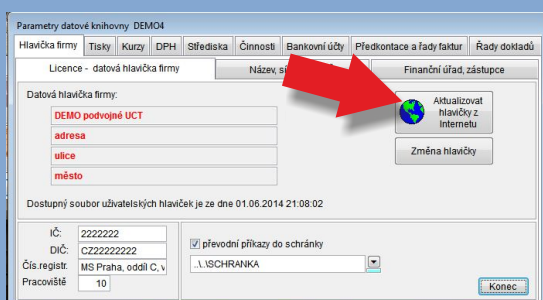 Parametry datové knihovny DEMO4
Hlavička firmy Tisky Kurzy DPH Střediska Činnosti Bankovní účty Předkontace a řady faktur Řady dokladů
Licence - datová hlavička firmy Název, Finanční úřad, zástupce
Datová hlavička firmy:
DEMO podvojné UCT
adresa
ulice
město
Aktualizovat
hlavičky z
Internetu
Změna hlavičky
Dostupný soubor uživatelských hlaviček je ze dne 01.06.2014 21:08:02
IČ: 2222222
DIČ: CZ22222222
Čís.registr. MS Praha, oddíl C, v
Pracoviště 10
převodní příkazy do schránky
..\..\SCHRANKA
Konec